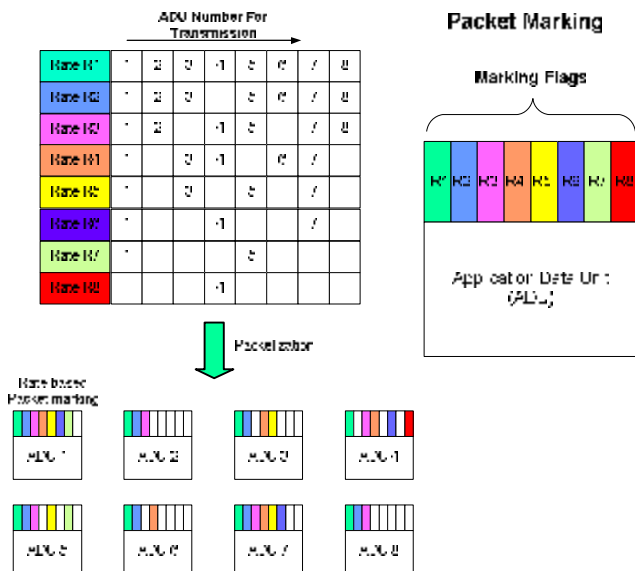 ADU Number For
Transmission
Packet Marking
Marking Flags
Rate R1 1 2 3 4 5 6 7 8
Rate R2 1 2 3 5 6 7 8
Rate R3 1 2 4 5 7 8
Rate R4 1 3 4 6 7
Rate R5 1 3 5 7
Rate R6 1 4 7
Rate R7 1 5
Rate R8 4
R1 R2 R3 R4 R5 R6 R7 R8
Application Data Unit
(ADU)
Packetization
Rate based
Packet marking
ADU 1
ADU 2
ADU 3
ADU 4
ADU 5
ADU 6
ADU 7
ADU 8